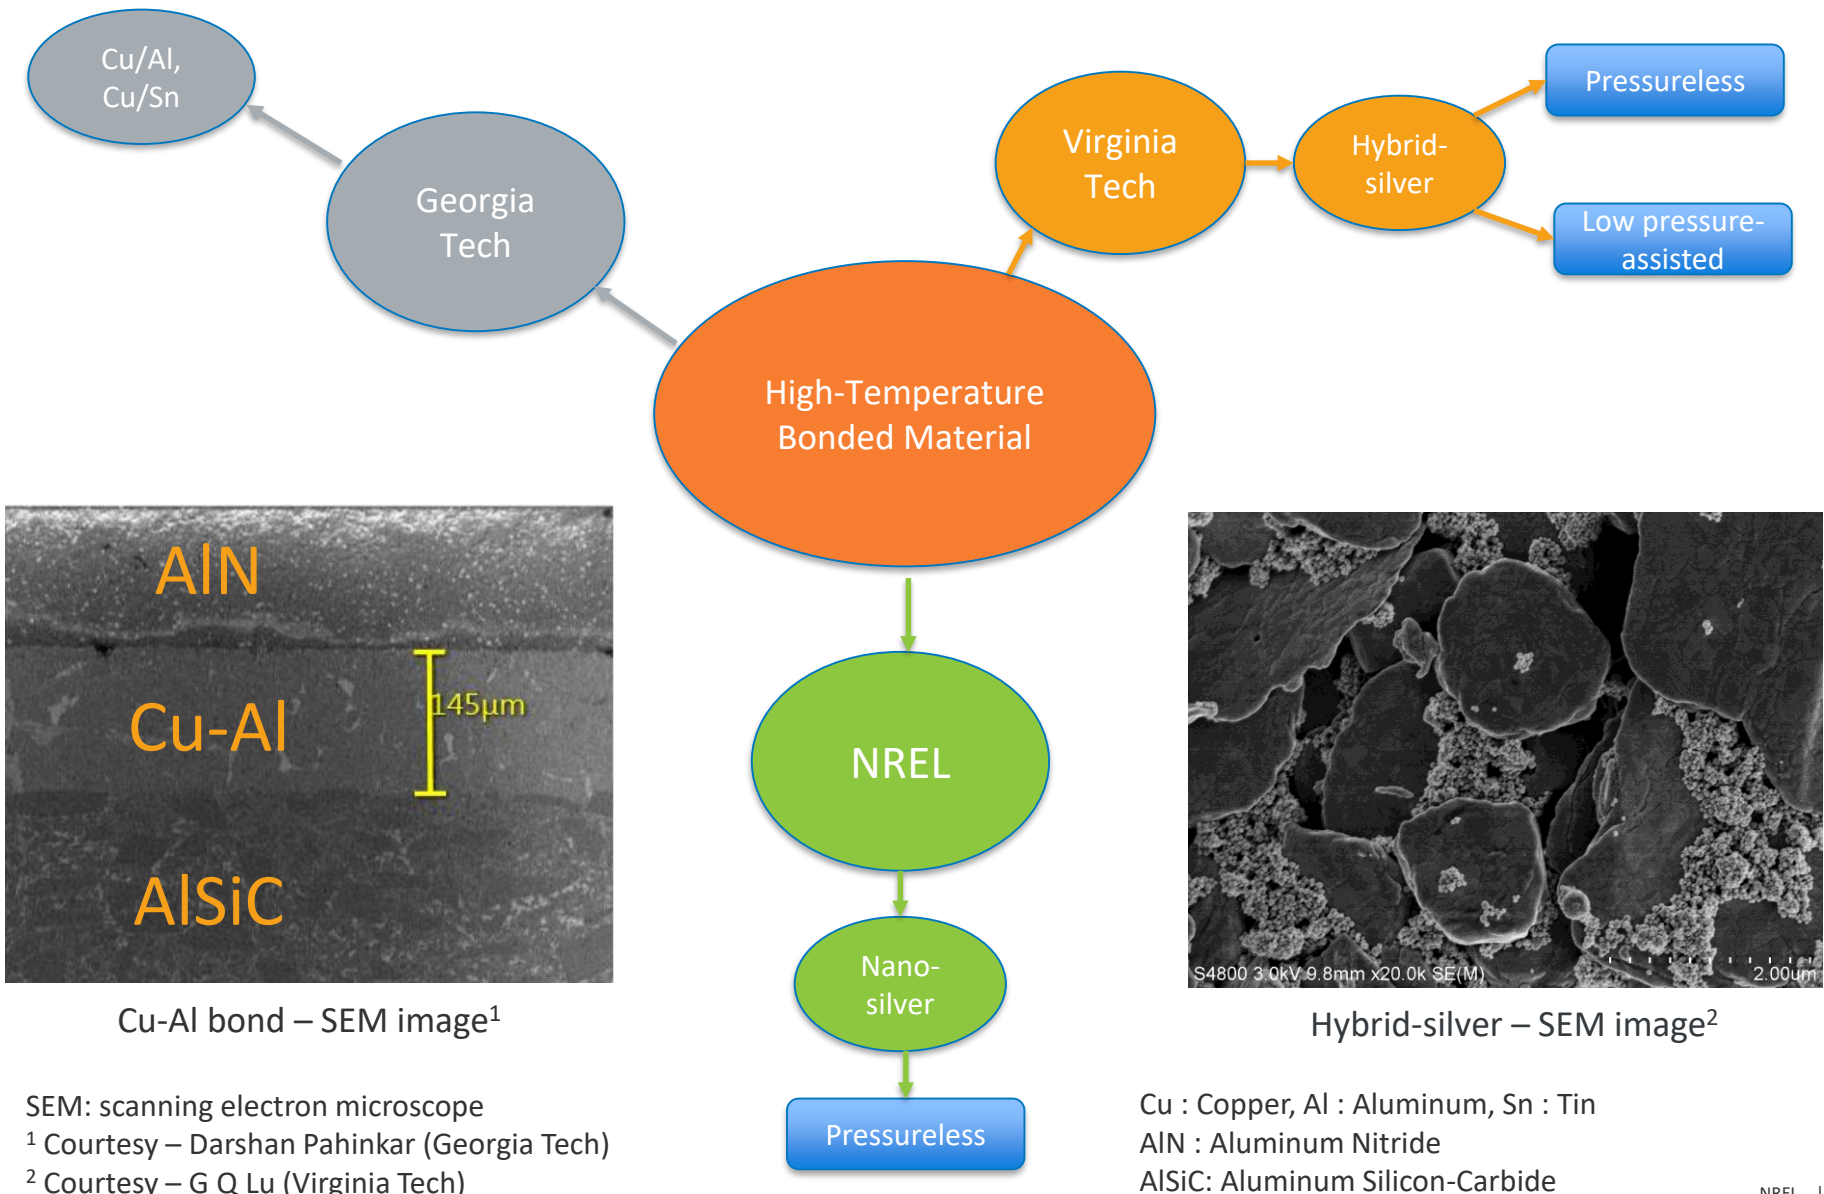 Cu/Al,
Cu/Sn
Georgia
Tech
Virginia
Tech
Hybrid-
silver
Pressureless
Low pressure-
assisted
High-Temperature
Bonded Material
NREL
Nano-
silver
Pressureless
AlN
Cu-Al
145µm
AlSiC
Cu-Al bond – SEM image¹
S4800 3.0kV 9.8mm x20.0k SE(M)
2.00um
Hybrid-silver – SEM image²
SEM: scanning electron microscope
¹ Courtesy – Darshan Pahinkar (Georgia Tech)
² Courtesy – G Q Lu (Virginia Tech)
Cu : Copper, Al : Aluminum, Sn : Tin
AlN : Aluminum Nitride
AlSiC: Aluminum Silicon-Carbide
NREL |